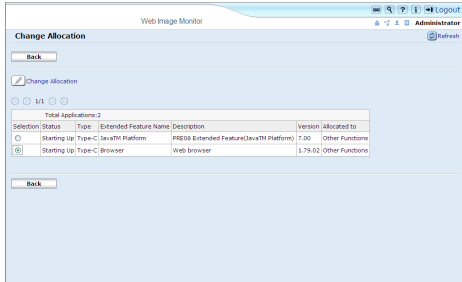 Logout
Web Image Monitor
Administrator
Change Allocation
Refresh
Back
Change Allocation
1/1
Total Applications:2
Selection Status Type Extended Feature Name Description Version Allocated to
Starting Up Type-C JavaTM Platform PRE08 Extended Feature(JavaTM Platform) 7.00 Other Functions
Starting Up Type-C Browser Web browser 1.79.02 Other Functions
Back